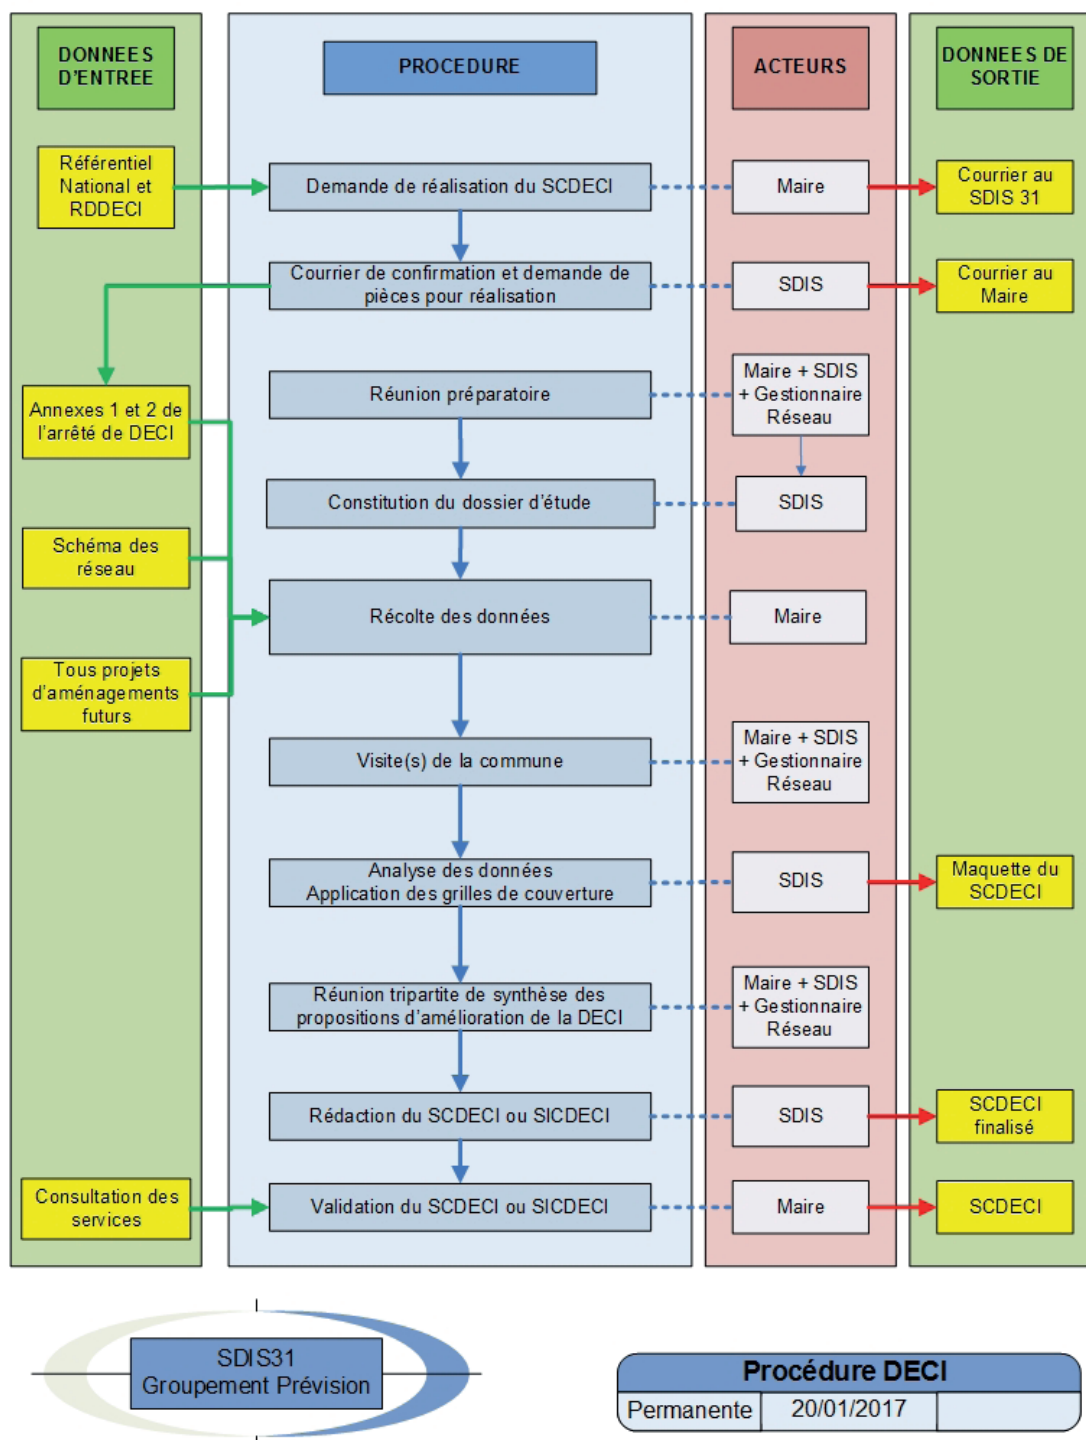 DONNEES
D'ENTREE
PROCEDURE
ACTEURS
DONNEES DE
SORTIE
Référentiel
National et
RDDECI
Demande de réalisation du SCDECI
Maire
Courrier au
SDIS 31
Courrier de confirmation et demande de
pièces pour réalisation
SDIS
Courrier au
Maire
Annexes 1 et 2 de
l'arrêté de DECI
Réunion préparatoire
Maire + SDIS
+ Gestionnaire
Réseau
Constitution du dossier d'étude
SDIS
Schéma des
réseau
Récolte des données
Maire
Tous projets
d'aménagements
futurs
Visite(s) de la commune
Maire + SDIS
+ Gestionnaire
Réseau
Analyse des données
Application des grilles de couverture
SDIS
Maquette du
SCDECI
Réunion tripartite de synthèse des
propositions d'amélioration de la DECI
Maire + SDIS
+ Gestionnaire
Réseau
Rédaction du SCDECI ou SICDECI
SDIS
SCDECI
finalisé
Consultation des
services
Validation du SCDECI ou SICDECI
Maire
SCDECI
SDIS31
Groupement Prévision
Procédure DECI
Permanente
20/01/2017